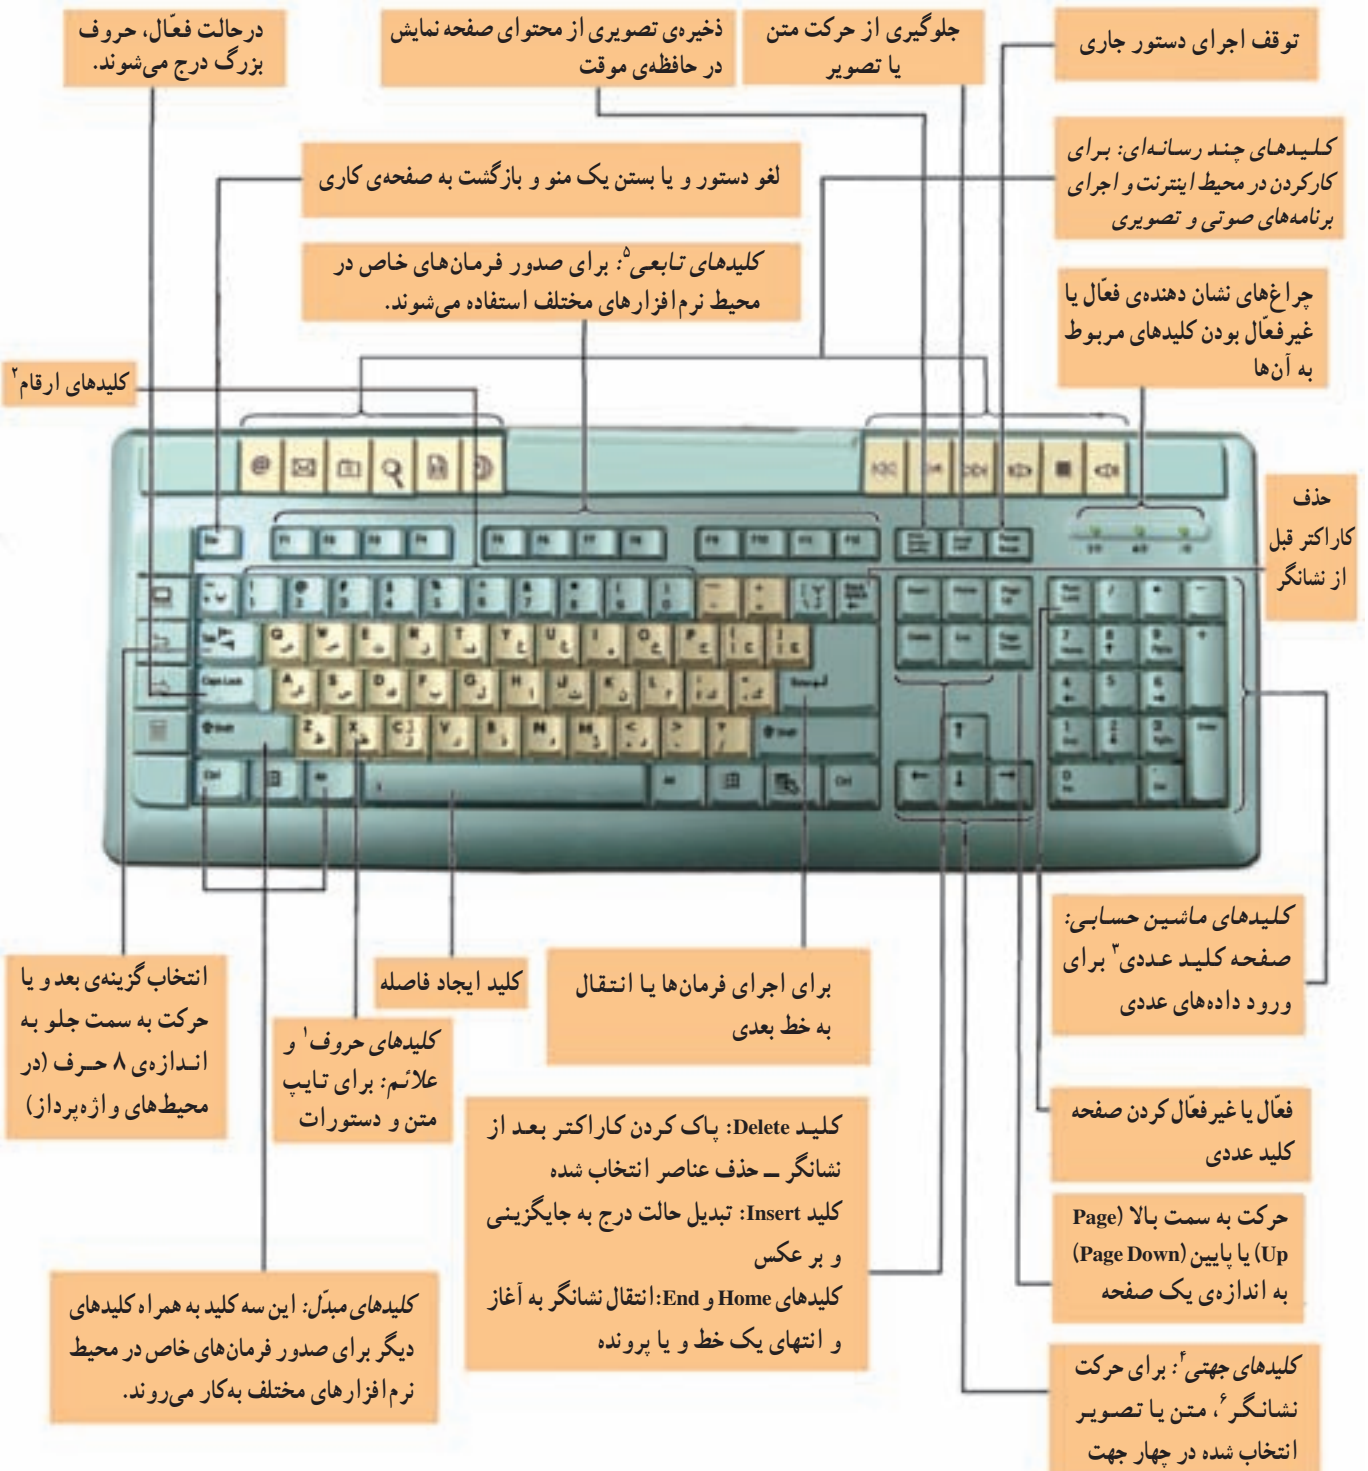 توقف اجرای دستور جاری
جلوگیری از حرکت متن
یا تصویر
ذخیره‌ی تصویری از محتوای صفحه نمایش
در حافظه‌ی موقت
درحالت فعّال، حروف
بزرگ درج می‌شوند.
کلیدهای چند رسانه‌ای: برای
کارکردن در محیط اینترنت و اجرای
برنامه‌های صوتی و تصویری
لغو دستور و یا بستن یک منو و بازگشت به صفحه‌ی کاری
کلیدهای تابعی۵: برای صدور فرمان‌های خاص در
محیط نرم‌افزارهای مختلف استفاده می‌شوند.
چراغ‌های نشان دهنده‌ی فعّال یا
غیرفعّال بودن کلیدهای مربوط
به آن‌ها
کلیدهای ارقام۲
حذف
کاراکتر قبل
از نشانگر
کلیدهای ماشین حسابی:
صفحه کلید عددی۳ برای
ورود داده‌های عددی
برای اجرای فرمان‌ها یا انتقال
به خط بعدی
کلید ایجاد فاصله
کلیدهای حروف۱ و
علائم: برای تایپ
متن و دستورات
انتخاب گزینه‌ی بعد و یا
حرکت به سمت جلو به
اندازه‌ی ۸ حرف (در
محیط‌های واژه‌پرداز)
فعّال یا غیرفعّال کردن صفحه
کلید عددی
کلید Delete: پاک کردن کاراکتر بعد از
نشانگر – حذف عناصر انتخاب شده
کلید Insert: تبدیل حالت درج به جایگزینی
و بر عکس
کلیدهای Home و End: انتقال نشانگر به آغاز
و انتهای یک خط و یا پرونده
حرکت به سمت بالا (Page
Up) یا پایین (Page Down)
به اندازه‌ی یک صفحه
کلیدهای مبدّل: این سه کلید به همراه کلیدهای
دیگر برای صدور فرمان‌های خاص در محیط
نرم‌افزارهای مختلف به‌کار می‌روند.
کلیدهای جهتی۴: برای حرکت
نشانگر۶، متن یا تصویر
انتخاب شده در چهار جهت